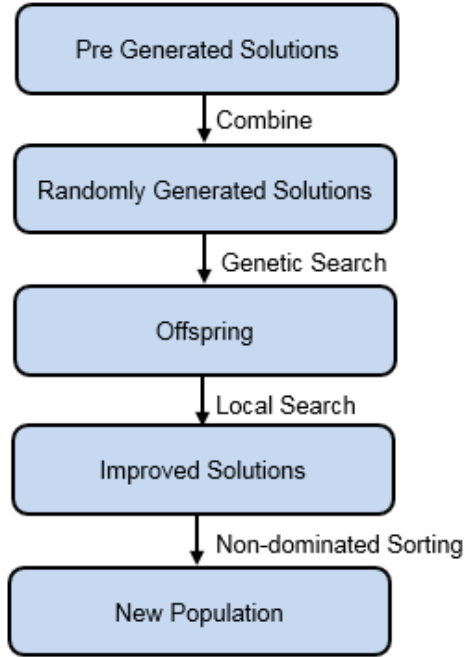 Pre Generated Solutions
Combine
Randomly Generated Solutions
Genetic Search
Offspring
Local Search
Improved Solutions
Non-dominated Sorting
New Population